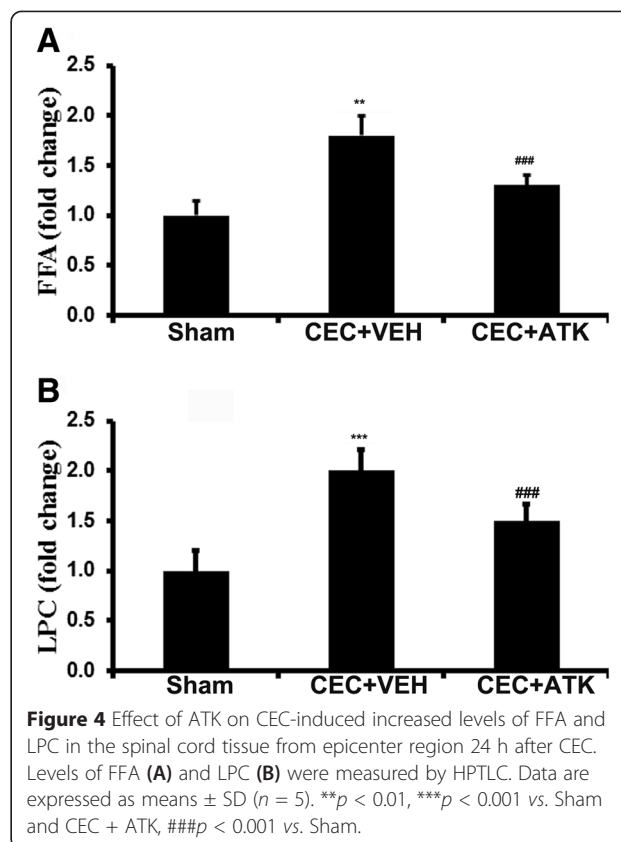 A
2.5
**
2.0
###
1.5
1.0
0.5
0.0
FFA (fold change)
Sham CEC+VEH CEC+ATK
B
2.5
***
2.0
###
1.5
1.0
0.5
0.0
LPC (fold change)
Sham CEC+VEH CEC+ATK
Figure 4 Effect of ATK on CEC-induced increased levels of FFA and
LPC in the spinal cord tissue from epicenter region 24 h after CEC.
Levels of FFA (A) and LPC (B) were measured by HPTLC. Data are
expressed as means ± SD (n = 5). **p < 0.01, ***p < 0.001 vs. Sham
and CEC + ATK, ###p < 0.001 vs. Sham.